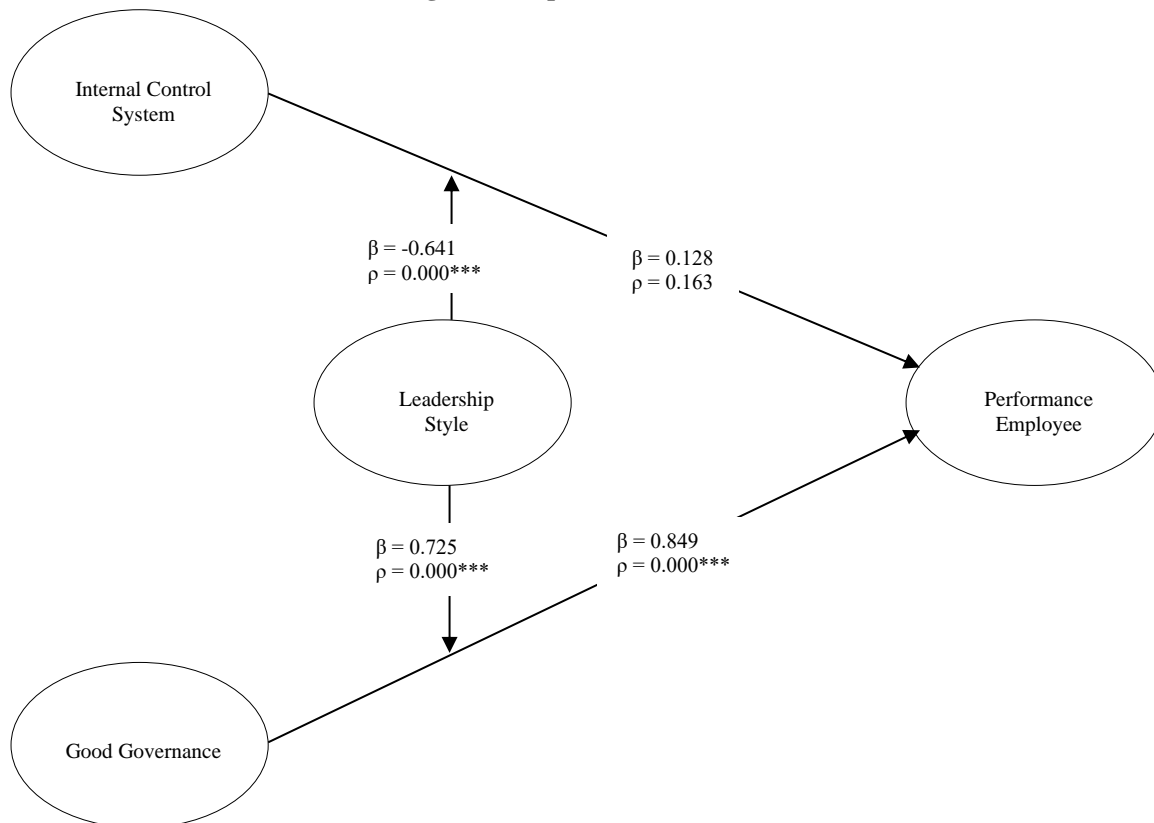 Internal Control
System
β = -0.641
ρ = 0.000***
β = 0.128
ρ = 0.163
Leadership
Style
Performance
Employee
β = 0.725
ρ = 0.000***
β = 0.849
ρ = 0.000***
Good Governance